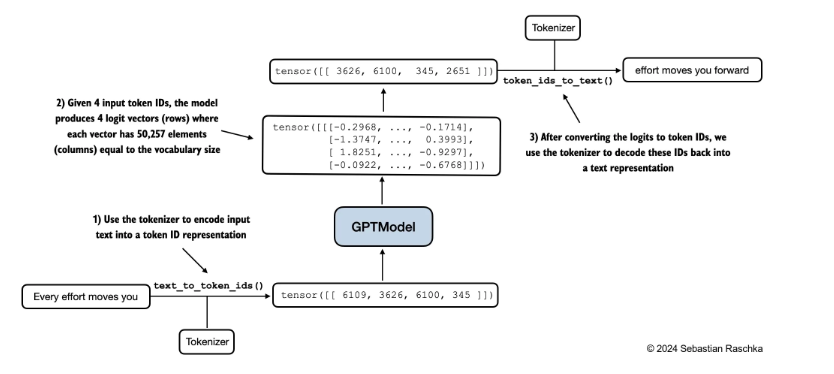 Tokenizer
tensor([[ 3626, 6100,  345, 2651 ]])
token_ids_to_text()
effort moves you forward
2) Given 4 input token IDs, the model
produces 4 logit vectors (rows) where
each vector has 50,257 elements
(columns) equal to the vocabulary size
tensor([[[-0.2968, ..., -0.1714],
[-1.3747, ...,  0.3993],
[ 1.8251, ..., -0.9297],
[-0.0922, ..., -0.6768]]])
3) After converting the logits to token IDs, we
use the tokenizer to decode these IDs back into
a text representation
1) Use the tokenizer to encode input
text into a token ID representation
GPTModel
Every effort moves you
text_to_token_ids()
tensor([[ 6109, 3626, 6100, 345 ]])
Tokenizer
© 2024 Sebastian Raschka